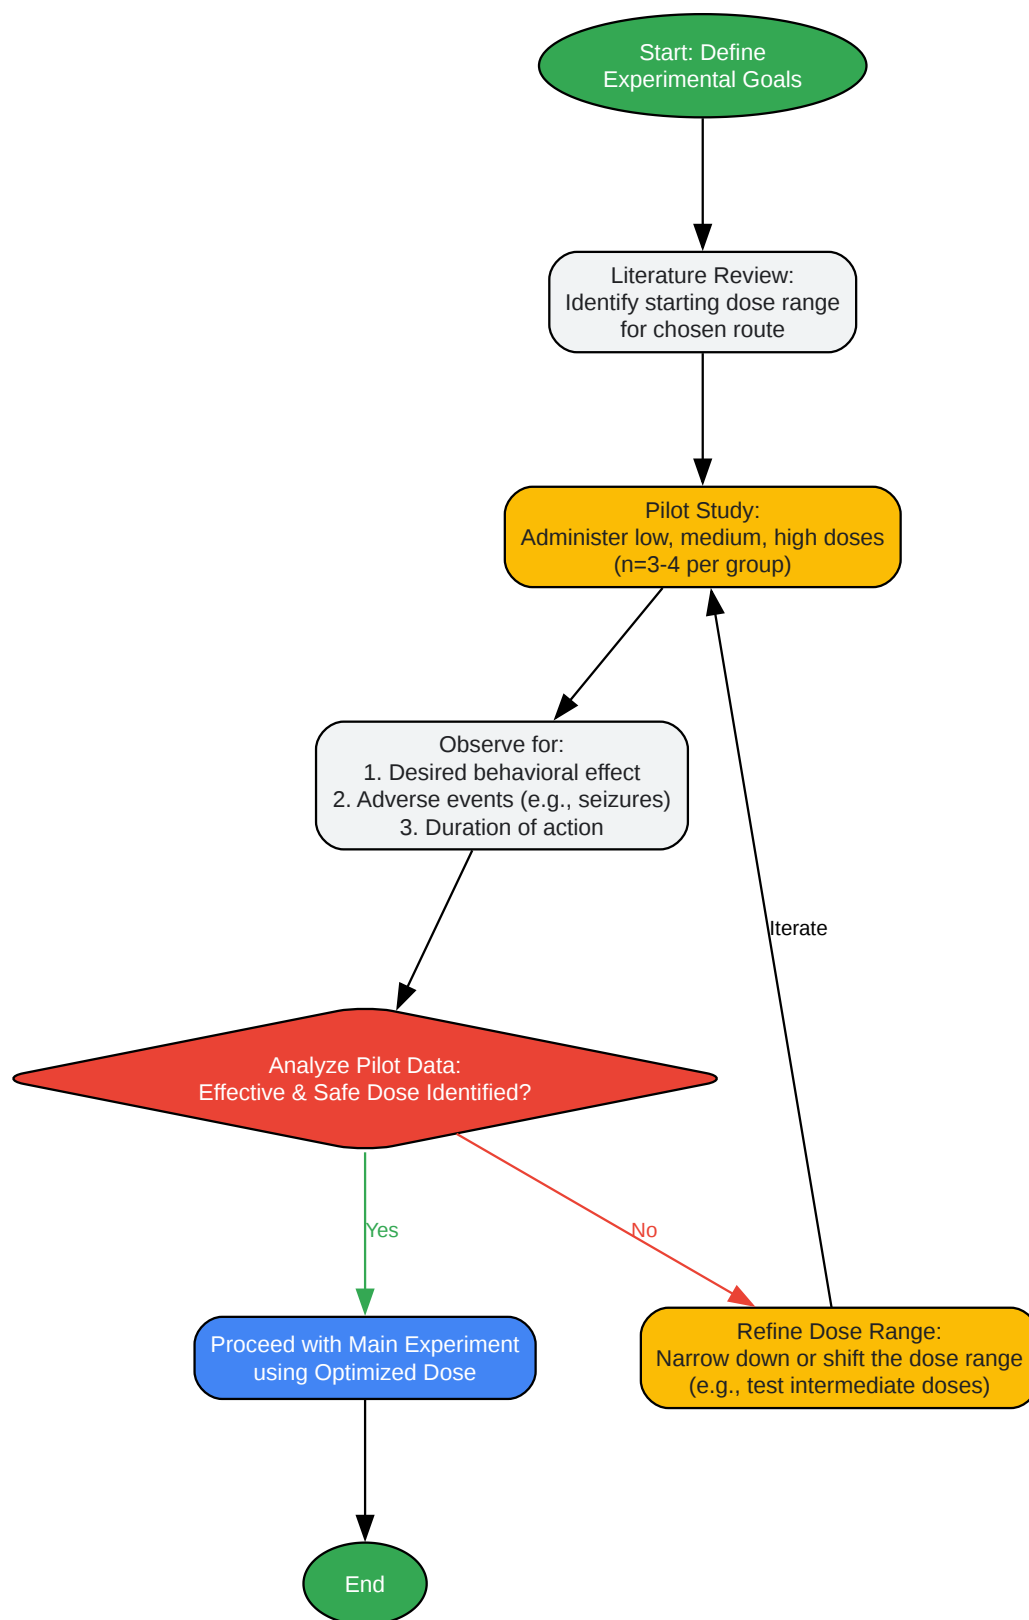 Start: Define
Experimental Goals
Literature Review:
Identify starting dose range
for chosen route
Pilot Study:
Administer low, medium, high doses
(n=3-4 per group)
Observe for:
1. Desired behavioral effect
2. Adverse events (e.g., seizures)
3. Duration of action
Iterate
Analyze Pilot Data:
Effective & Safe Dose Identified?
Yes
No
Proceed with Main Experiment
using Optimized Dose
Refine Dose Range:
Narrow down or shift the dose range
(e.g., test intermediate doses)
End